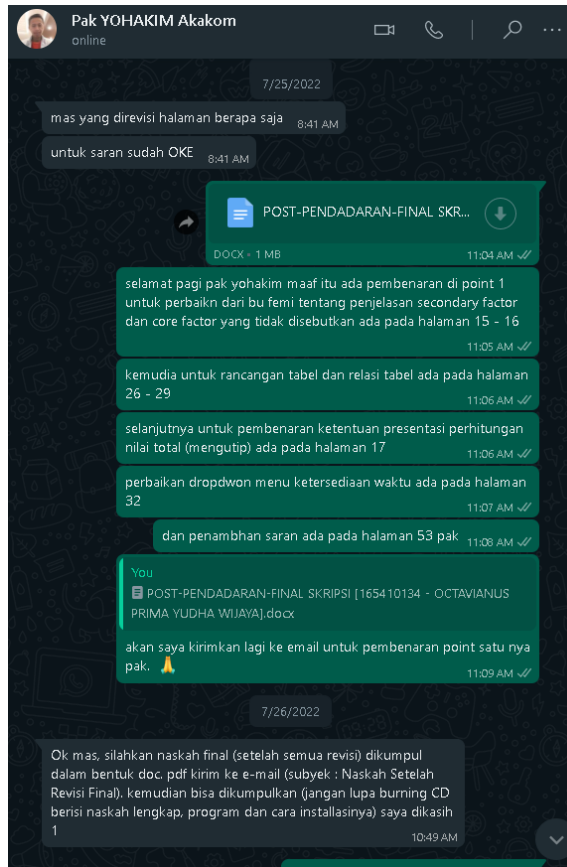 Pak YOHAKIM Akakom
online
7/25/2022
mas yang direvisi halaman berapa saja 8:41 AM
untuk saran sudah OKE 8:41 AM
POST-PENDADARAN-FINAL SKR...
DOCX • 1 MB 11:04 AM
selamat pagi pak yohakim maaf itu ada pembenaran di point 1
untuk perbaikn dari bu femi tentang penjelasan secondary factor
dan core factor yang tidak disebutkan ada pada halaman 15 - 16
11:05 AM
kemudia untuk rancangan tabel dan relasi tabel ada pada halaman
26 - 29
11:06 AM
selanjutnya untuk pembenaran ketentuan presentasi perhitungan
nilai total (mengutip) ada pada halaman 17
11:06 AM
perbaikan dropdwon menu ketersediaan waktu ada pada halaman
32
11:07 AM
dan penambhan saran ada pada halaman 53 pak 11:08 AM
You
POST-PENDADARAN-FINAL SKRIPSI [165410134 - OCTAVIANUS
PRIMA YUDHA WIJAYA].docx
akan saya kirimkan lagi ke email untuk pembenaran point satu nya
pak. 🙏
11:09 AM
7/26/2022
Ok mas, silahkan naskah final (setelah semua revisi) dikumpul
dalam bentuk doc. pdf kirim ke e-mail (subyek : Naskah Setelah
Revisi Final). kemudian bisa dikumpulkan (jangan lupa burning CD
berisi naskah lengkap, program dan cara installasinya) saya dikasih
1
10:49 AM